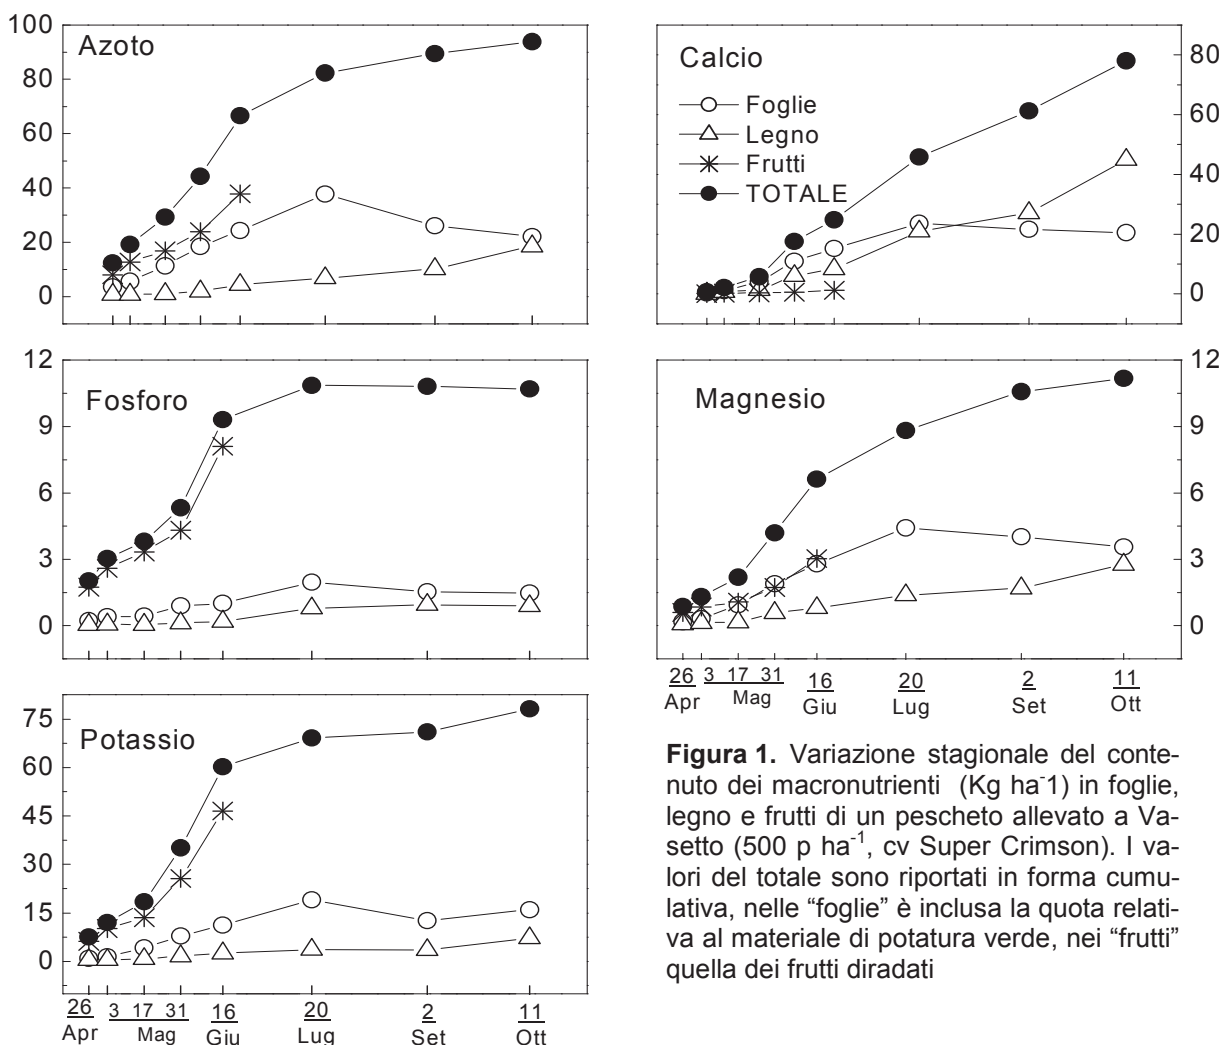 Azoto
100
80
60
40
20
0
Calcio
Foglie
Legno
Frutti
TOTALE
80
60
40
20
0
Fosforo
12
9
6
3
0
Magnesio
12
9
6
3
0
26 3 17 31 16 20 2 11
Apr Mag Giu Lug Set Ott
Potassio
75
60
45
30
15
0
26 3 17 31 16 20 2 11
Apr Mag Giu Lug Set Ott
Figura 1. Variazione stagionale del conte-
nuto dei macronutrienti (Kg ha⁻1) in foglie,
legno e frutti di un pescheto allevato a Va-
setto (500 p ha⁻¹, cv Super Crimson). I va-
lori del totale sono riportati in forma cumu-
lativa, nelle “foglie” è inclusa la quota relati-
va al materiale di potatura verde, nei “frutti”
quella dei frutti diradati